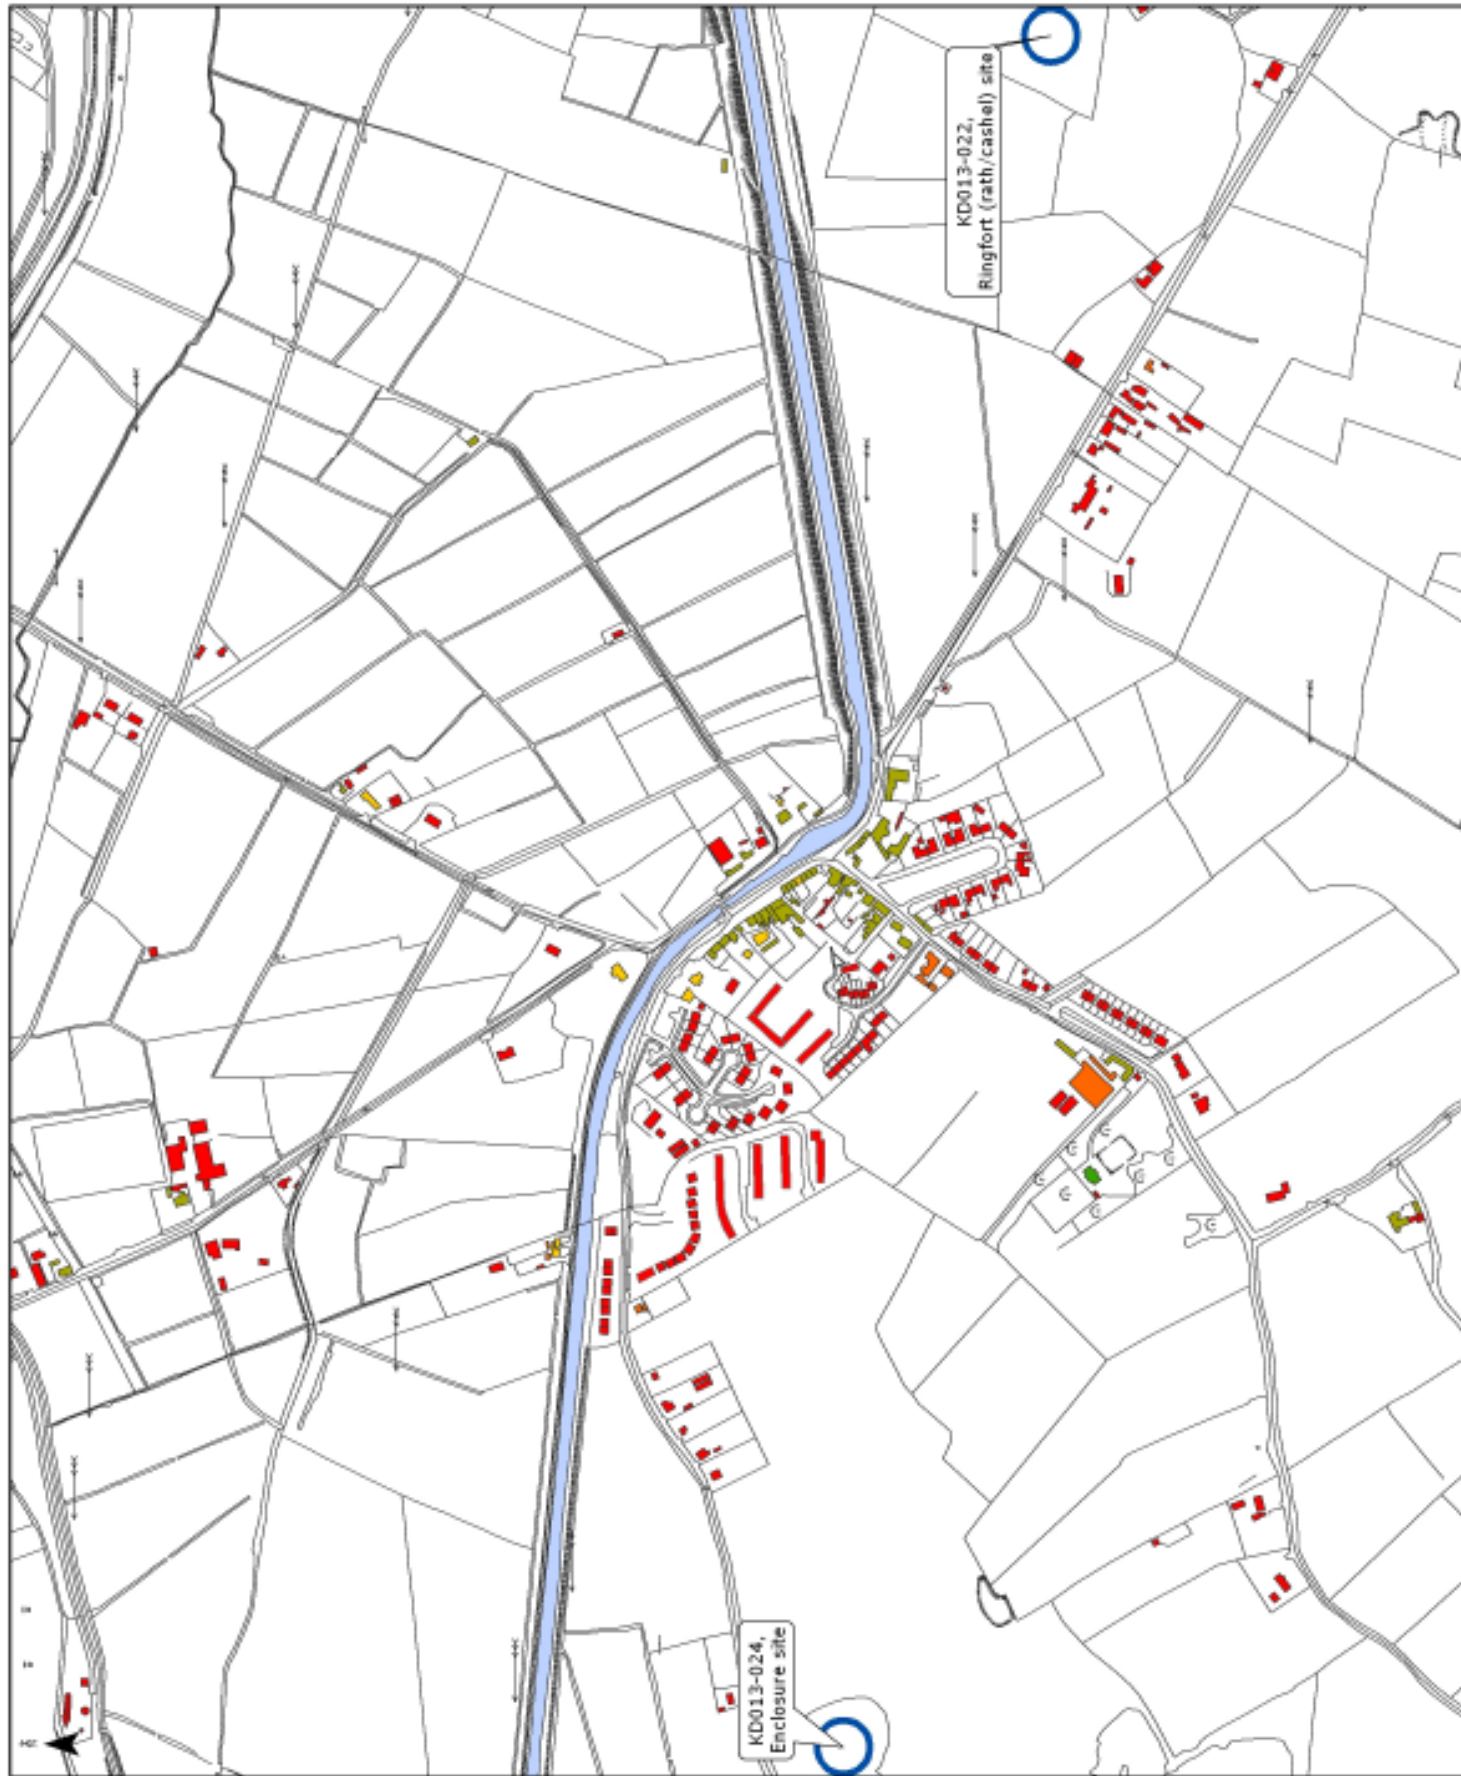 KD013-022,
Ringfort (rath/cashel) site
KD013-024,
Enclosure site